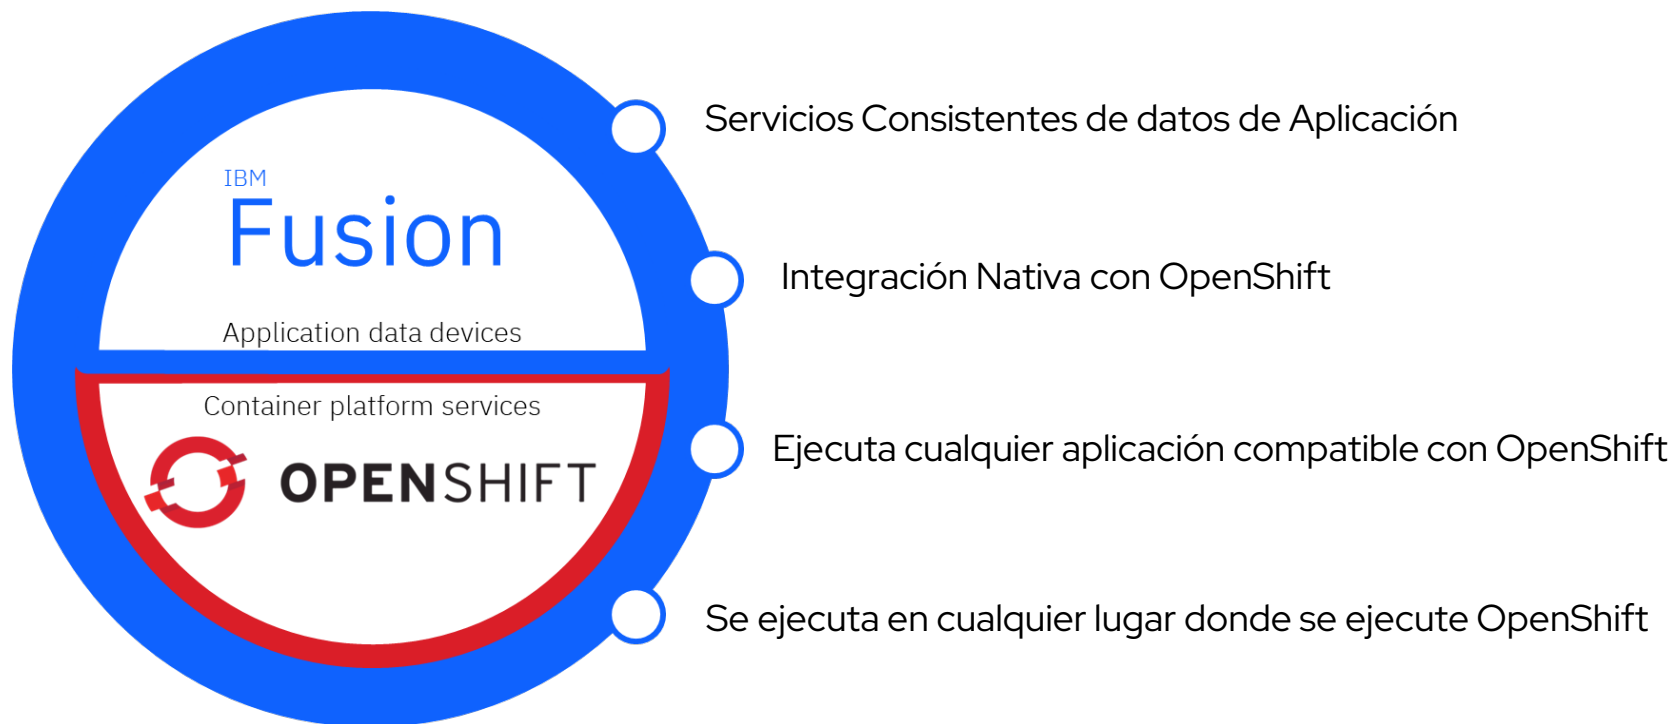 IBM
Fusion
Application data devices
Container platform services
OPENSHIFT
Servicios Consistentes de datos de Aplicación
Integración Nativa con OpenShift
Ejecuta cualquier aplicación compatible con OpenShift
Se ejecuta en cualquier lugar donde se ejecute OpenShift